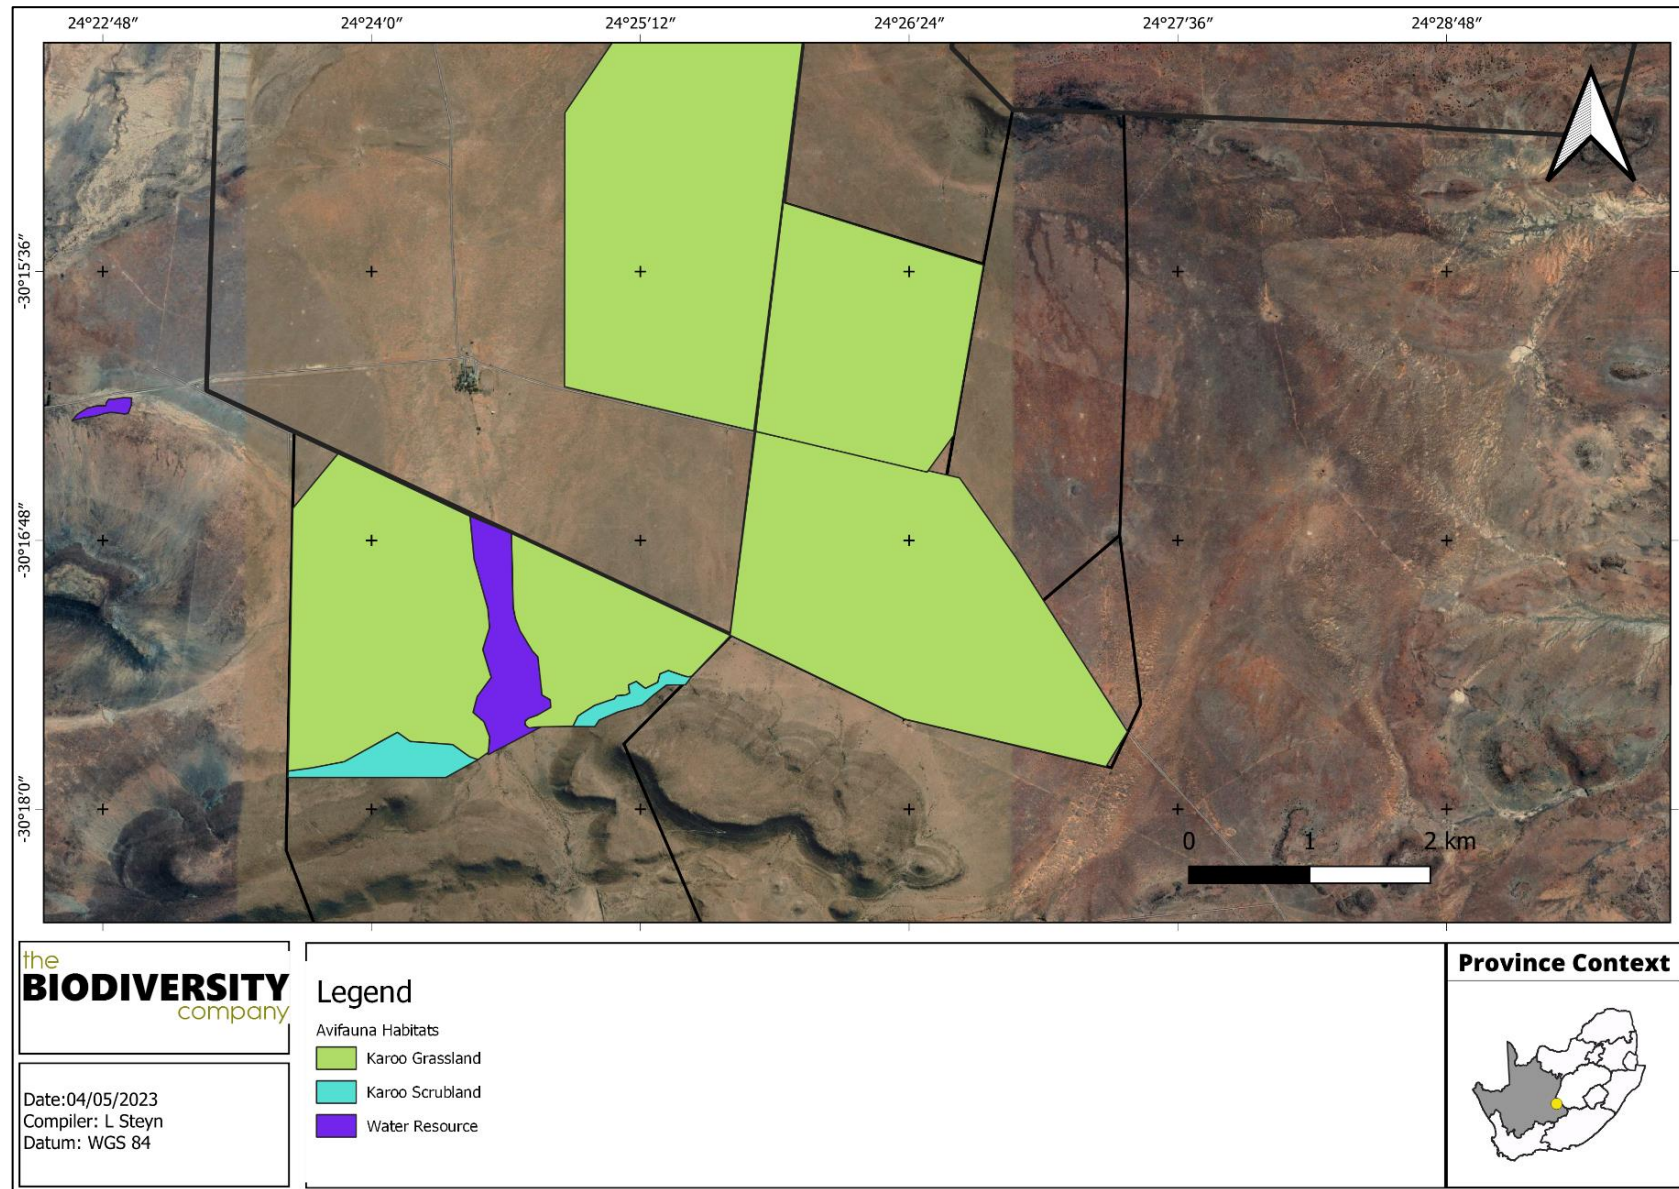 24°22′48″ 24°24′0″ 24°25′12″ 24°26′24″ 24°27′36″ 24°28′48″
-30°15′36″
-30°16′48″
-30°18′0″
0 1 2 km
the
BIODIVERSITY
company
Date:04/05/2023
Compiler: L Steyn
Datum: WGS 84
Legend
Avifauna Habitats
Karoo Grassland
Karoo Scrubland
Water Resource
Province Context